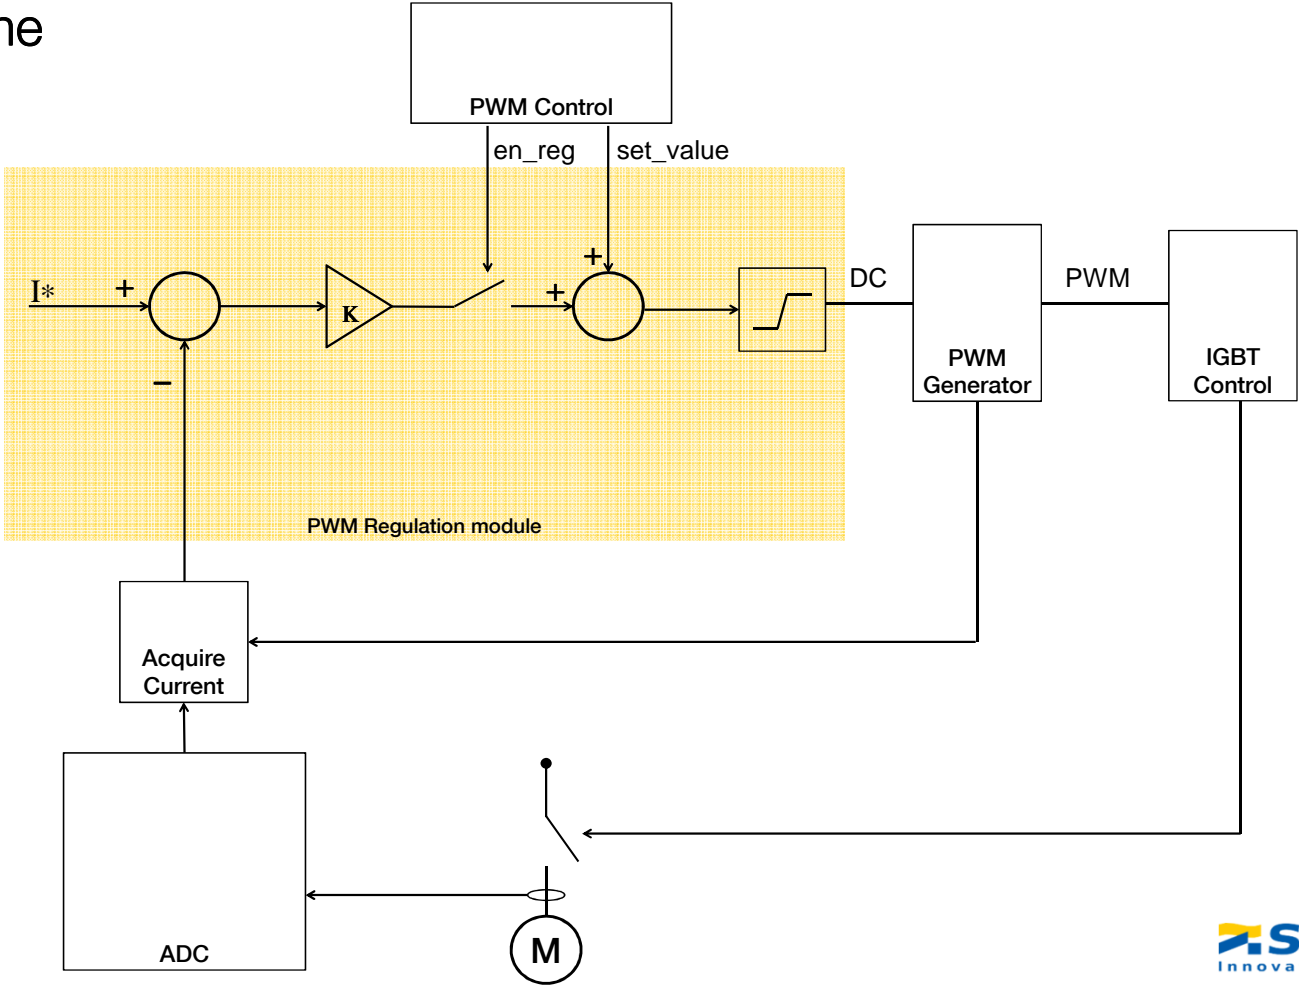 ne
PWM Control
en_reg
set_value
I*
+
K
+
+
DC
PWM
−
PWM
Generator
IGBT
Control
PWM Regulation module
Acquire
Current
ADC
M
S
Innova